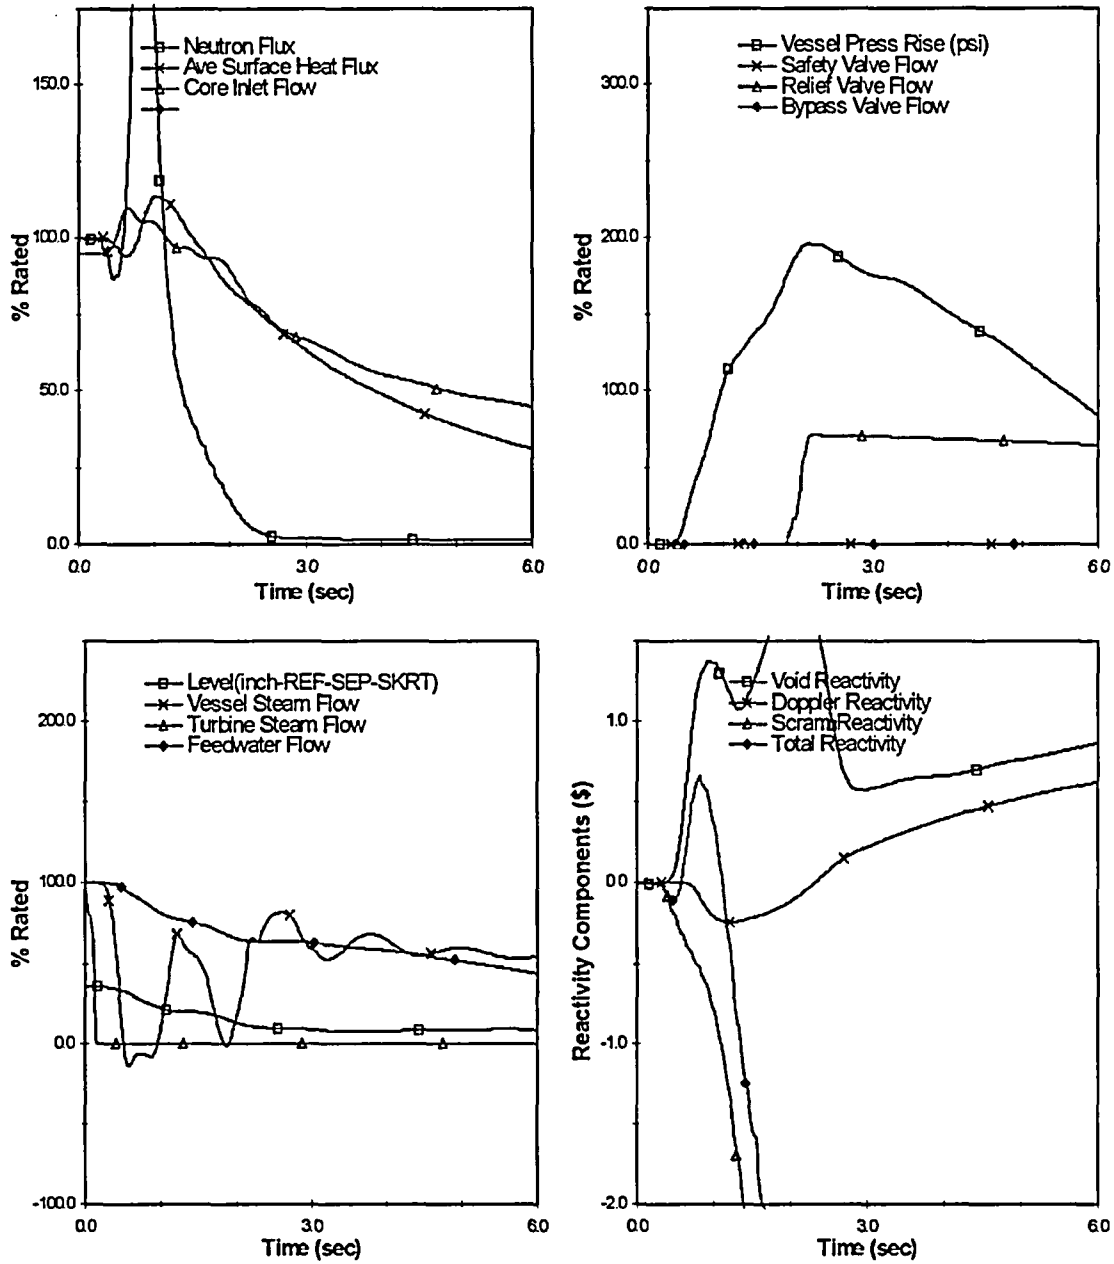 Neutron Flux
Ave Surface Heat Flux
Core Inlet Flow
150.0
100.0
50.0
0.0
% Rated
0.0
3.0
6.0
Time (sec)
Vessel Press Rise (psi)
Safety Valve Flow
Relief Valve Flow
Bypass Valve Flow
300.0
200.0
100.0
0.0
% Rated
0.0
3.0
6.0
Time (sec)
Level(inch-REF-SEP-SKRT)
Vessel Steam Flow
Turbine Steam Flow
Feedwater Flow
200.0
100.0
0.0
-100.0
% Rated
0.0
3.0
6.0
Time (sec)
Void Reactivity
Doppler Reactivity
Scram Reactivity
Total Reactivity
1.0
0.0
-1.0
-2.0
Reactivity Components ($)
0.0
3.0
6.0
Time (sec)